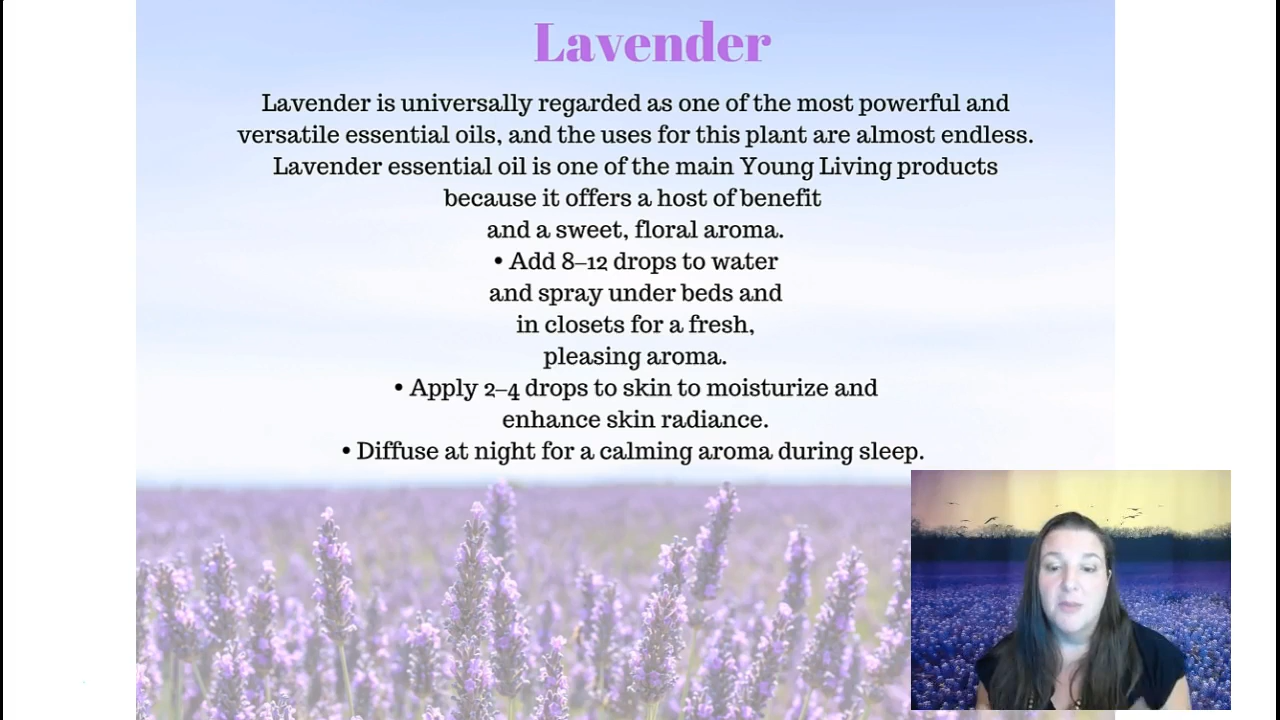 Lavender
Lavender is universally regarded as one of the most powerful and
versatile essential oils, and the uses for this plant are almost endless.
Lavender essential oil is one of the main Young Living products
because it offers a host of benefit
and a sweet, floral aroma.
• Add 8–12 drops to water
and spray under beds and
in closets for a fresh,
pleasing aroma.
• Apply 2–4 drops to skin to moisturize and
enhance skin radiance.
• Diffuse at night for a calming aroma during sleep.